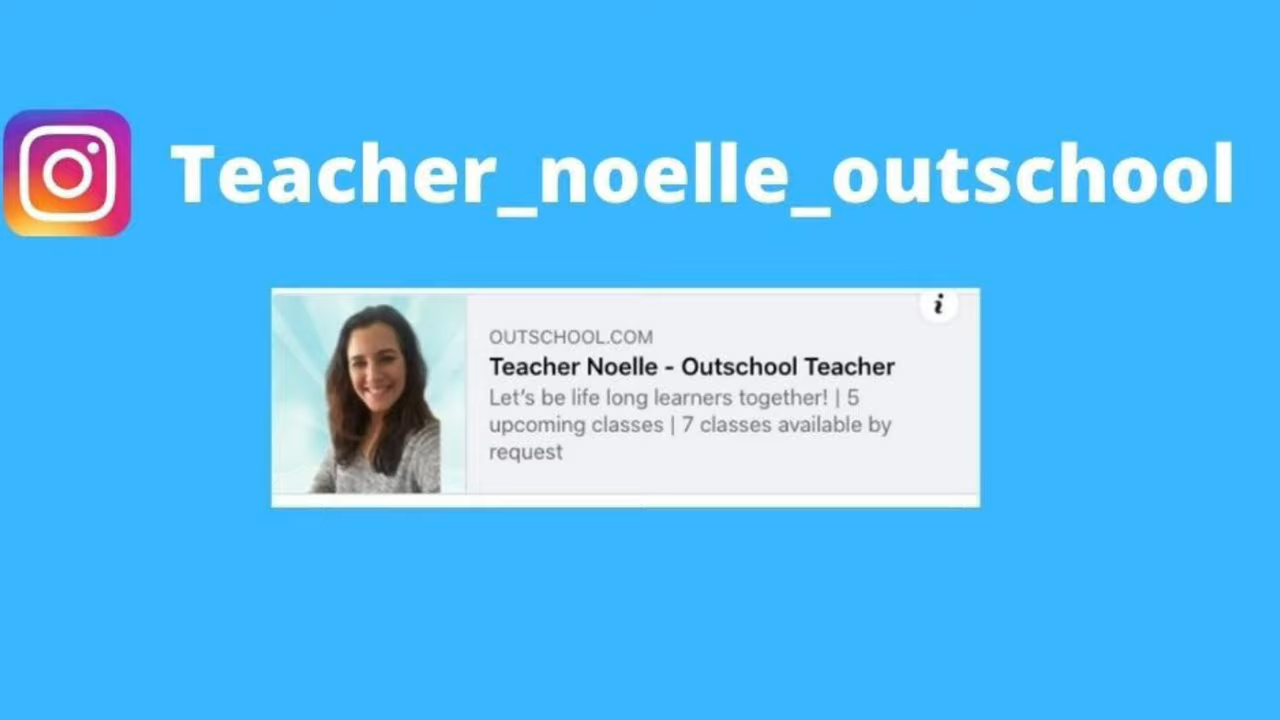 Teacher_noelle_outschool
i
OUTSCHOOL.COM
Teacher Noelle - Outschool Teacher
Let’s be life long learners together! | 5
upcoming classes | 7 classes available by
request